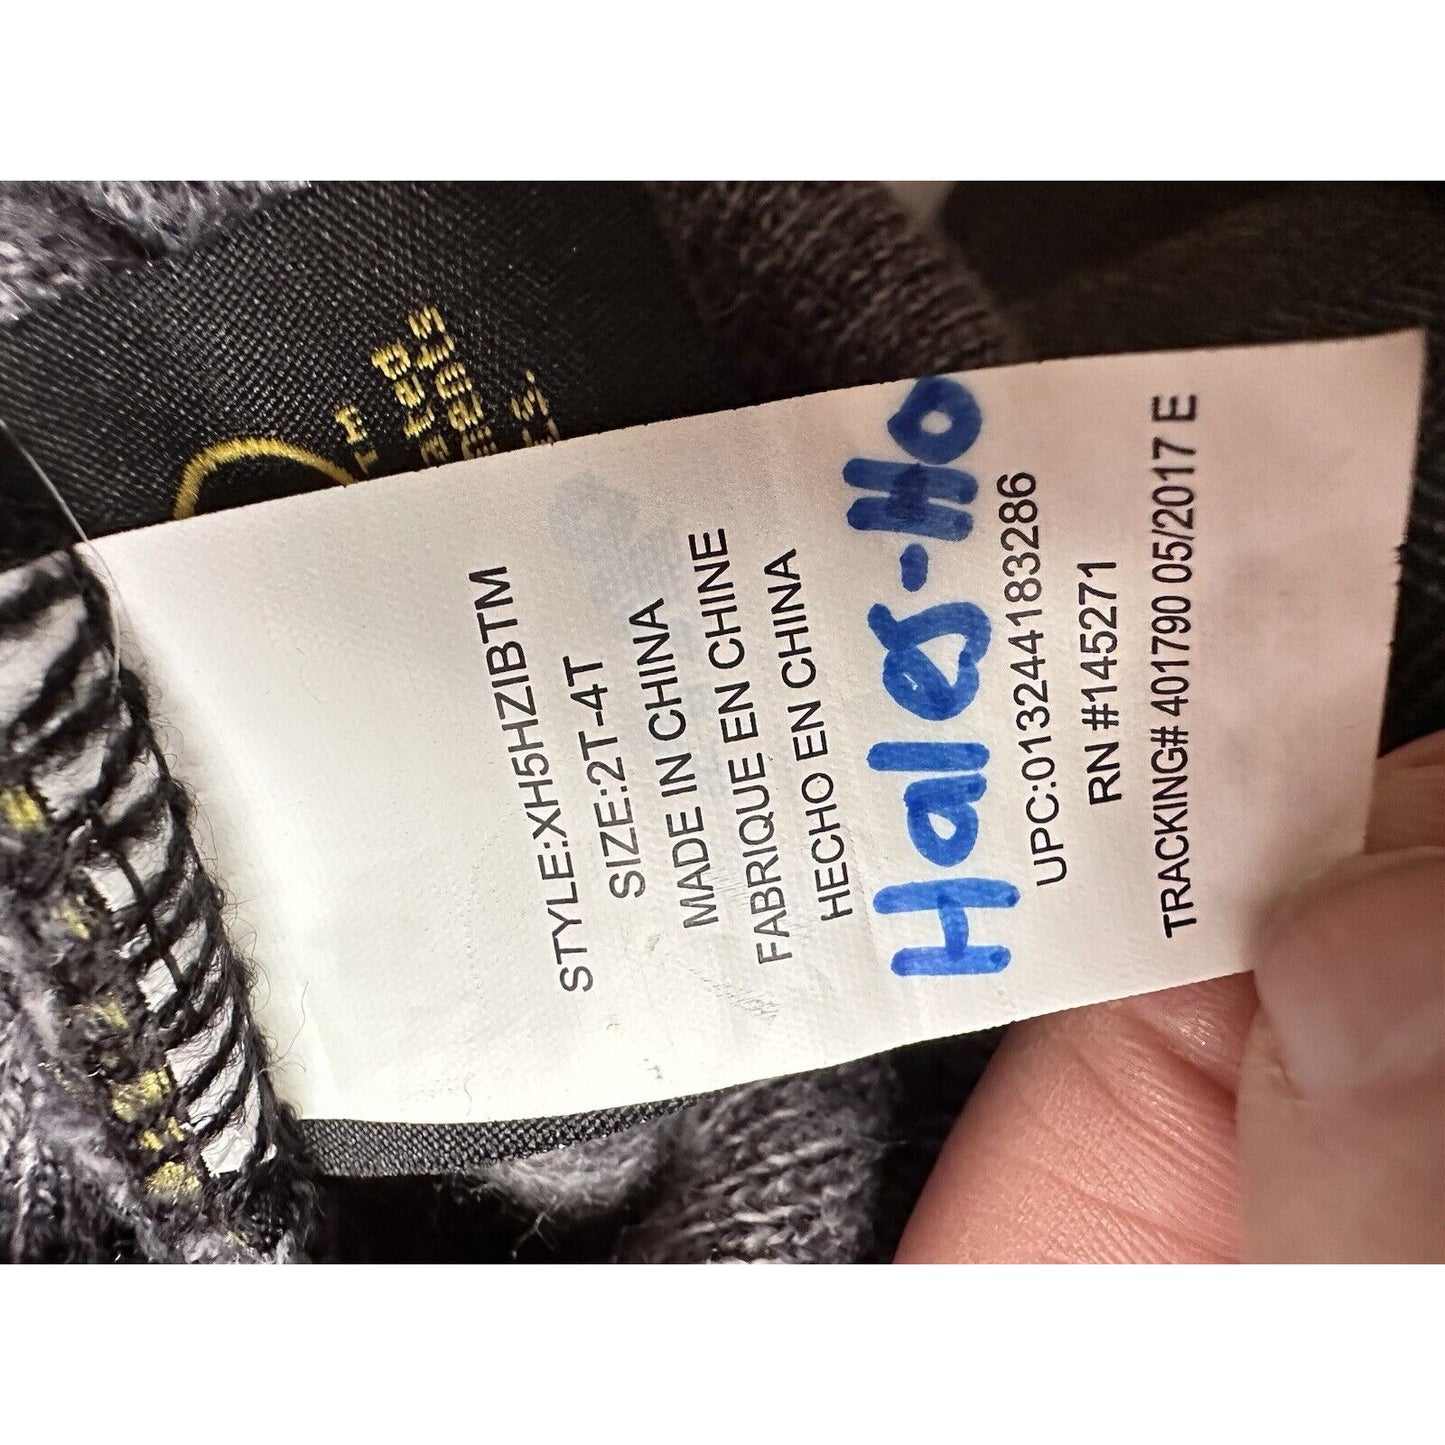 STYLE:XH5HZIBTM
SIZE:2T-4T
MADE IN CHINA
FABRIQUE EN CHINE
HECHO EN CHINA
Hales-Ho
UPC:013244183286
RN #145271
TRACKING# 401790 05/2017 E